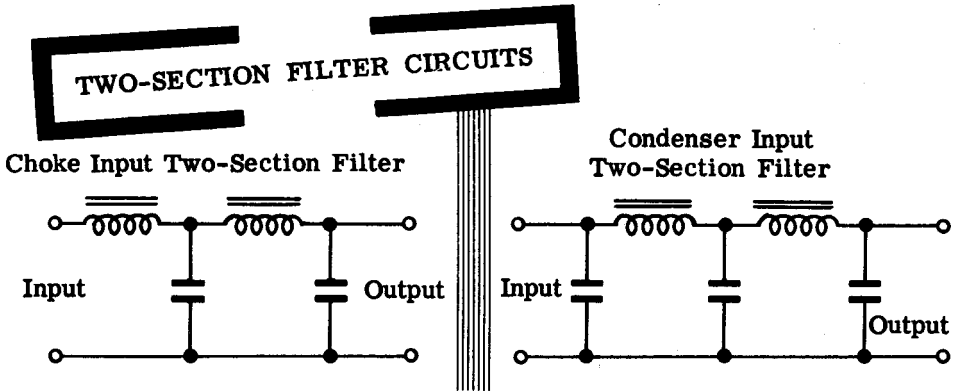 TWO-SECTION FILTER CIRCUITS
Choke Input Two-Section Filter
Input
Output
Condenser Input
Two-Section Filter
Input
Output